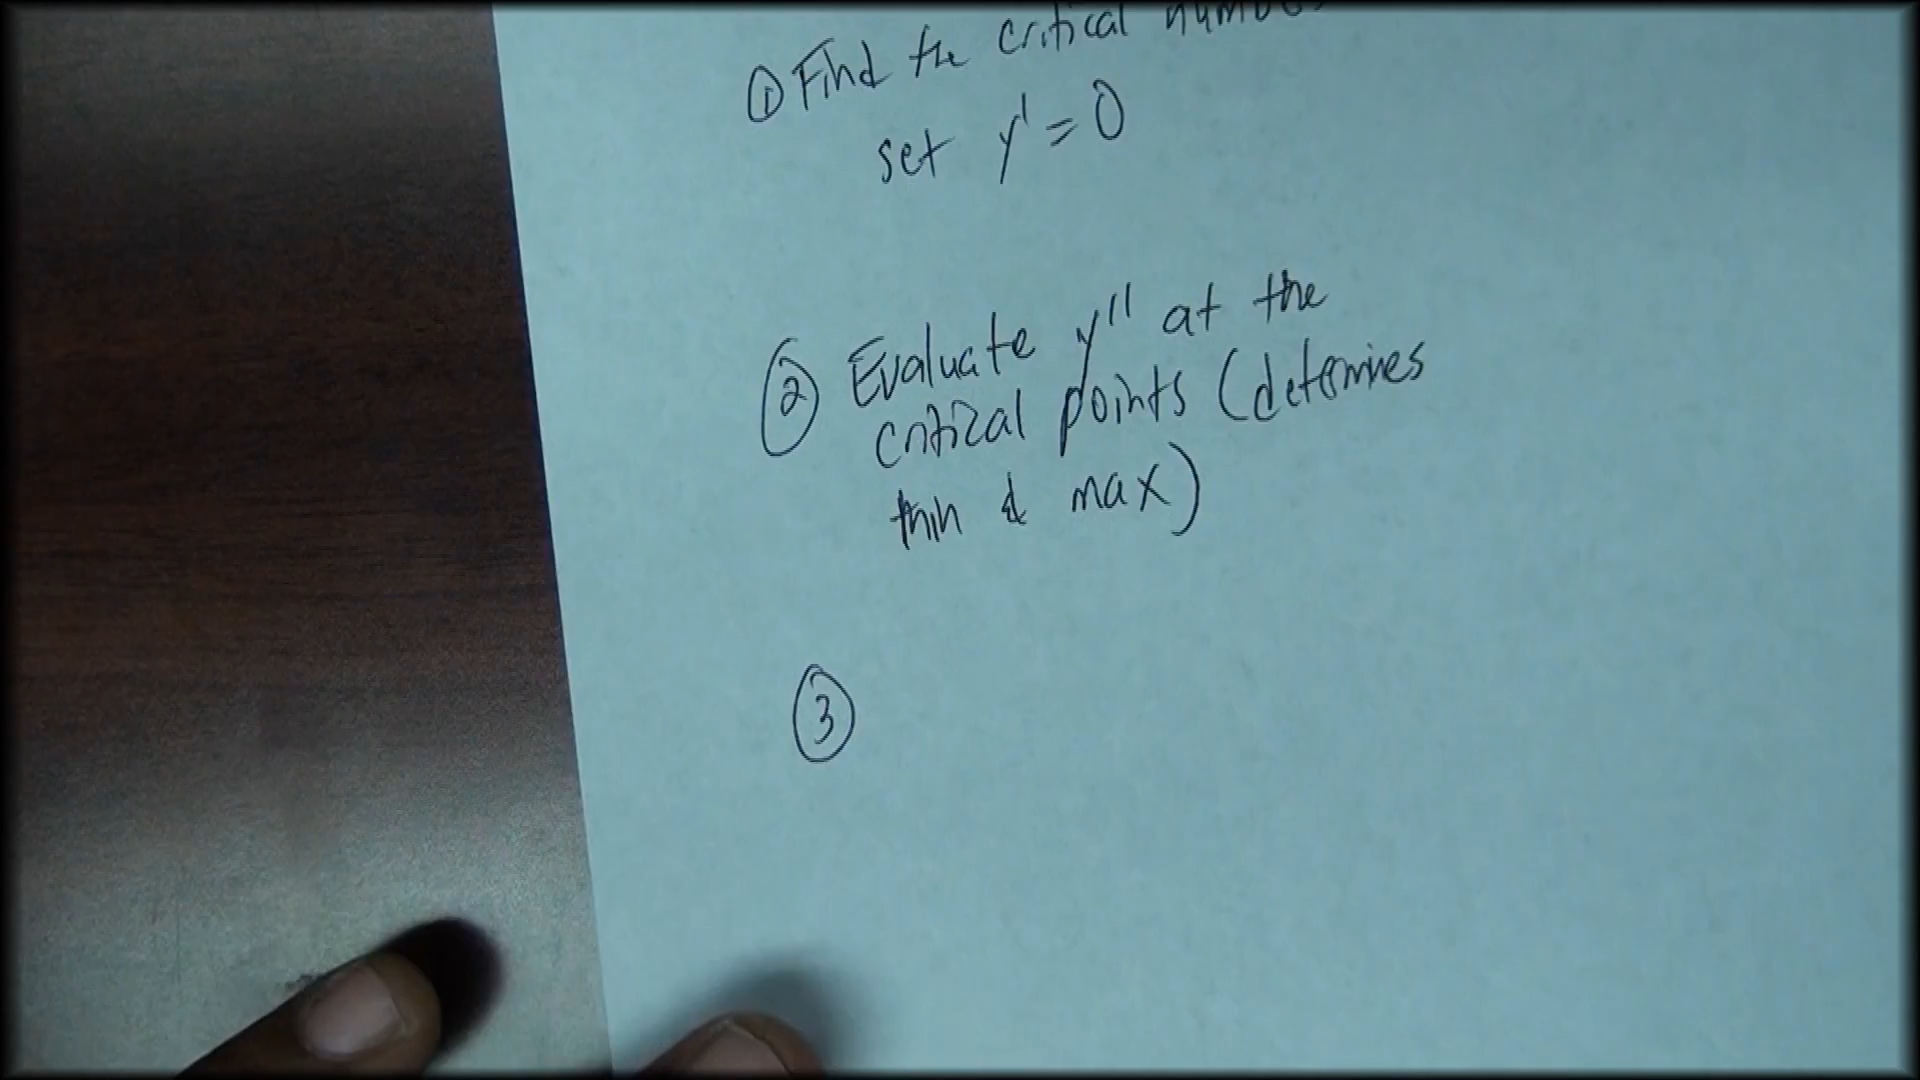 ① Find the critical
set y' = 0
② Evaluate y'' at the
critical points (determines
min & max)
③